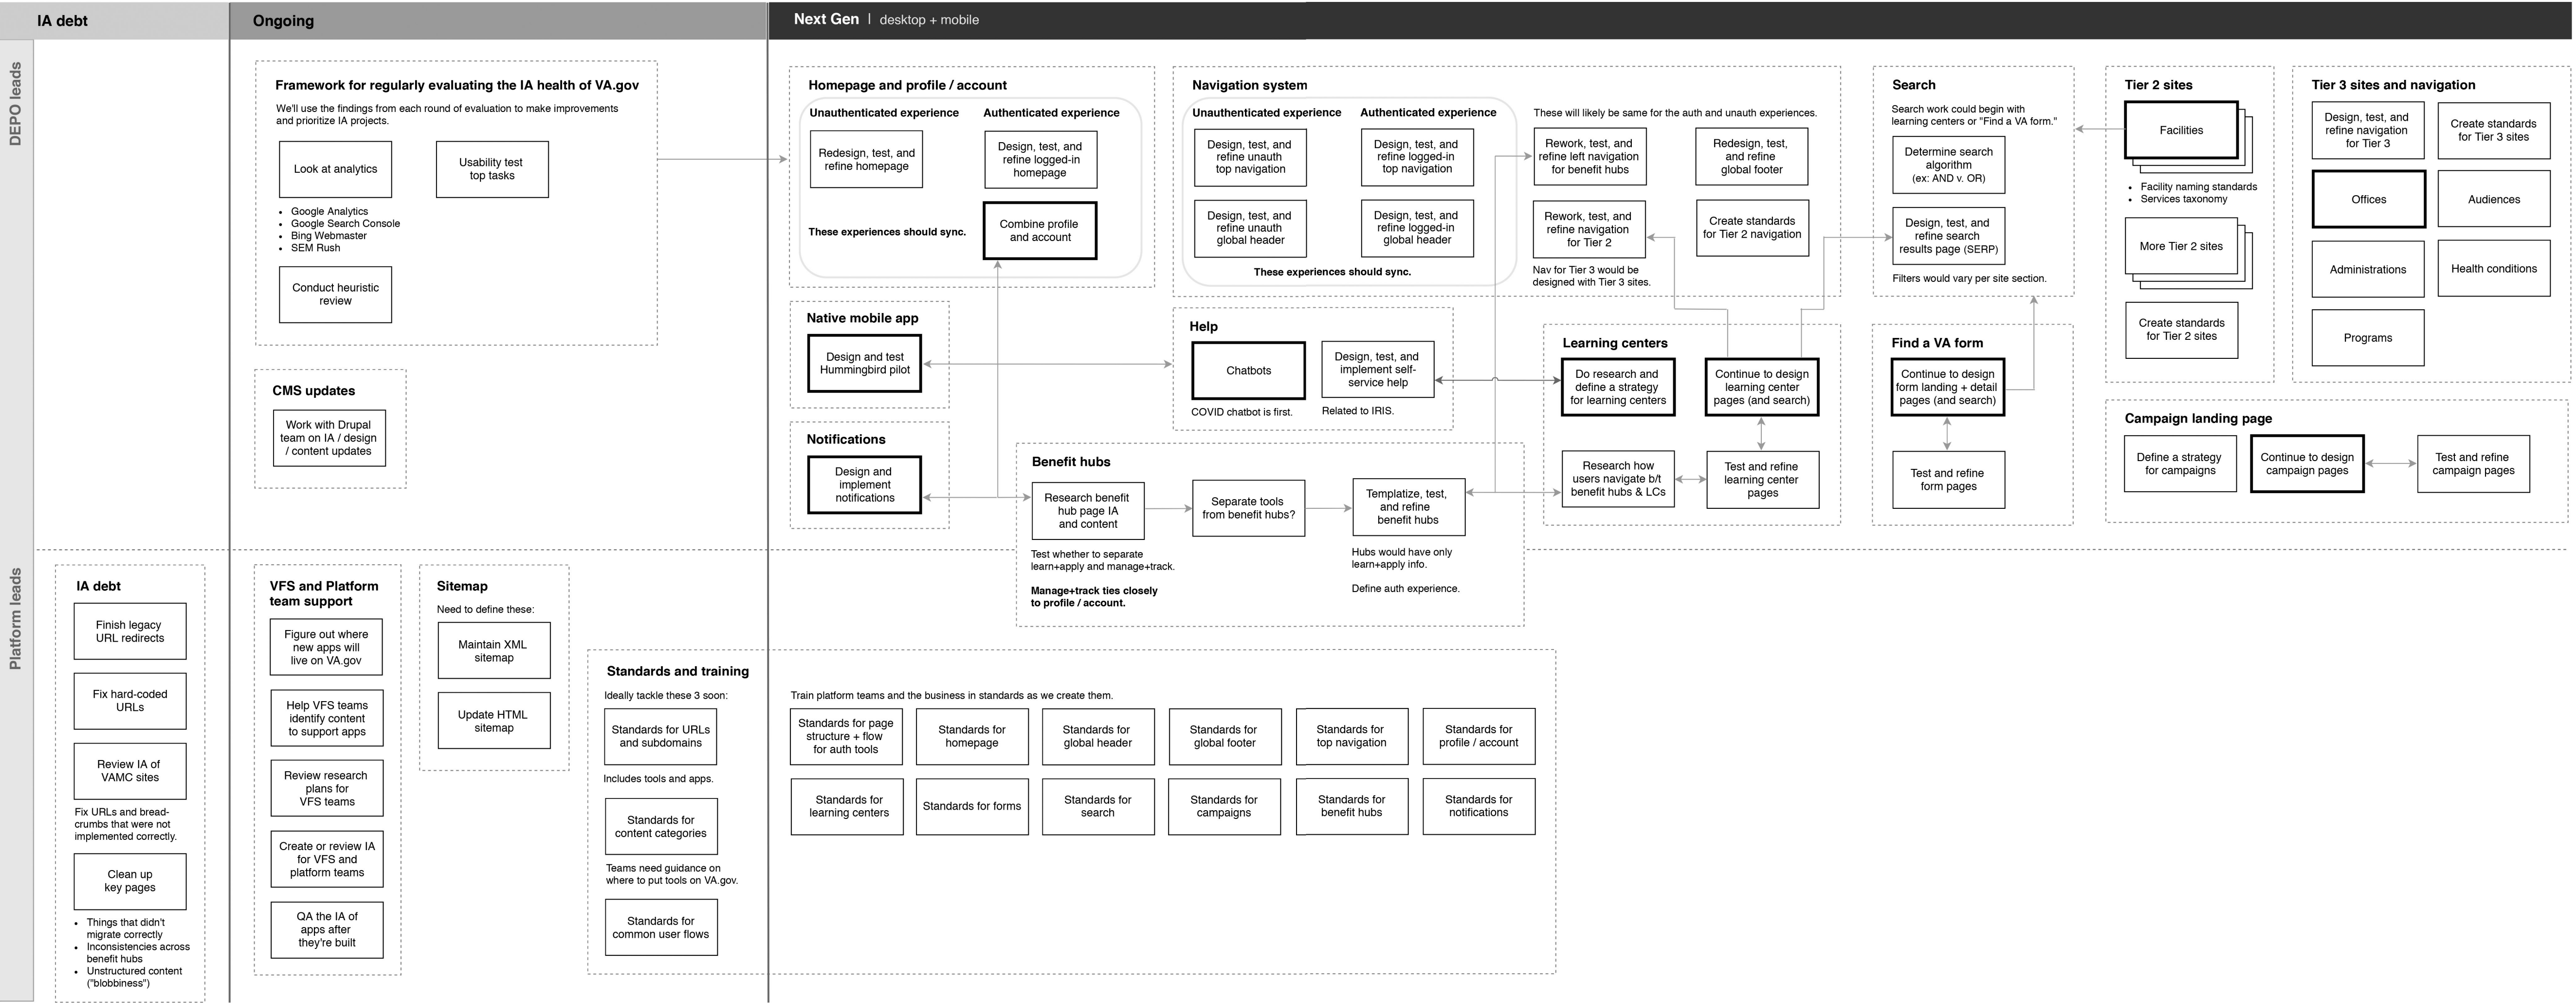 IA debt
Ongoing
Next Gen | desktop + mobile
DEPO leads
Platform leads
Framework for regularly evaluating the IA health of VA.gov
We'll use the findings from each round of evaluation to make improvements
and prioritize IA projects.
Look at analytics
• Google Analytics
• Google Search Console
• Bing Webmaster
• SEM Rush
Usability test
top tasks
Conduct heuristic
review
CMS updates
Work with Drupal
team on IA / design
/ content updates
Homepage and profile / account
Unauthenticated experience
Redesign, test, and
refine homepage
Authenticated experience
Design, test, and
refine logged-in
homepage
These experiences should sync.
Combine profile
and account
Native mobile app
Design and test
Hummingbird pilot
Notifications
Design and
implement
notifications
Navigation system
Unauthenticated experience
Design, test, and
refine unauth
top navigation
Design, test, and
refine unauth
global header
Authenticated experience
Design, test, and
refine logged-in
top navigation
Design, test, and
refine logged-in
global header
These experiences should sync.
These will likely be same for the auth and unauth experiences.
Rework, test, and
refine left navigation
for benefit hubs
Redesign, test,
and refine
global footer
Rework, test, and
refine navigation
for Tier 2
Create standards
for Tier 2 navigation
Nav for Tier 3 would be
designed with Tier 3 sites.
Help
Chatbots
COVID chatbot is first.
Design, test, and
implement self-
service help
Related to IRIS.
Benefit hubs
Research benefit
hub page IA
and content
Test whether to separate
learn+apply and manage+track.
Manage+track ties closely
to profile / account.
Separate tools
from benefit hubs?
Templatize, test,
and refine
benefit hubs
Hubs would have only
learn+apply info.
Define auth experience.
Learning centers
Do research and
define a strategy
for learning centers
Continue to design
learning center
pages (and search)
Research how
users navigate b/t
benefit hubs & LCs
Test and refine
learning center
pages
Search
Search work could begin with
learning centers or "Find a VA form."
Determine search
algorithm
(ex: AND v. OR)
Design, test, and
refine search
results page (SERP)
Filters would vary per site section.
Find a VA form
Continue to design
form landing + detail
pages (and search)
Test and refine
form pages
Tier 2 sites
Facilities
• Facility naming standards
• Services taxonomy
More Tier 2 sites
Create standards
for Tier 2 sites
Tier 3 sites and navigation
Design, test, and
refine navigation
for Tier 3
Create standards
for Tier 3 sites
Offices
Audiences
Administrations
Health conditions
Programs
Campaign landing page
Define a strategy
for campaigns
Continue to design
campaign pages
Test and refine
campaign pages
IA debt
Finish legacy
URL redirects
Fix hard-coded
URLs
Review IA of
VAMC sites
Fix URLs and bread-
crumbs that were not
implemented correctly.
Clean up
key pages
• Things that didn't
migrate correctly
• Inconsistencies across
benefit hubs
• Unstructured content
("blobbiness")
VFS and Platform
team support
Figure out where
new apps will
live on VA.gov
Help VFS teams
identify content
to support apps
Review research
plans for
VFS teams
Create or review IA
for VFS and
platform teams
QA the IA of
apps after
they're built
Sitemap
Need to define these:
Maintain XML
sitemap
Update HTML
sitemap
Standards and training
Ideally tackle these 3 soon:
Standards for URLs
and subdomains
Includes tools and apps.
Standards for
content categories
Teams need guidance on
where to put tools on VA.gov.
Standards for
common user flows
Train platform teams and the business in standards as we create them.
Standards for page
structure + flow
for auth tools
Standards for
homepage
Standards for
global header
Standards for
global footer
Standards for
top navigation
Standards for
profile / account
Standards for
learning centers
Standards for forms
Standards for
search
Standards for
campaigns
Standards for
benefit hubs
Standards for
notifications